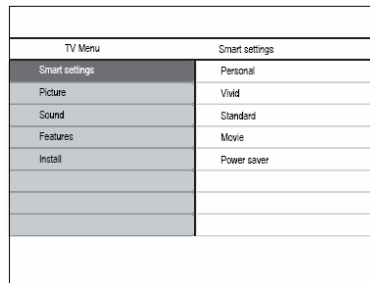 TV Menu Smart settings
Smart settings Personal
Picture Vivid
Sound Standard
Features Movie
Install Power saver